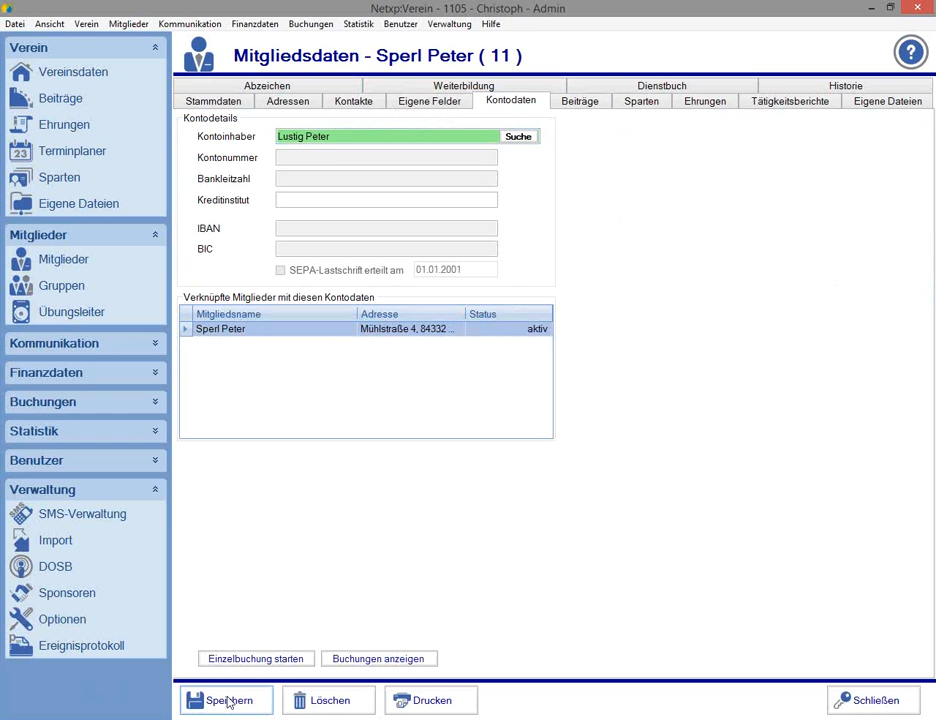 Netxp:Verein - 1105 - Christoph - Admin
Datei Ansicht Verein Mitglieder Kommunikation Finanzdaten Buchungen Statistik Benutzer Verwaltung Hilfe
Verein
Vereinsdaten
Beiträge
Ehrungen
23 Terminplaner
Sparten
Eigene Dateien
Mitglieder
Mitglieder
Gruppen
Übungsleiter
Kommunikation
Finanzdaten
Buchungen
Statistik
Benutzer
Verwaltung
SMS SMS-Verwaltung
Import
DOSB
Sponsoren
Optionen
Ereignisprotokoll
Mitgliedsdaten - Sperl Peter ( 11 )
?
Abzeichen Weiterbildung Dienstbuch Historie
Stammdaten Adressen Kontakte Eigene Felder Kontodaten Beiträge Sparten Ehrungen Tätigkeitsberichte Eigene Dateien
Kontodetails
Kontoinhaber Lustig Peter Suche
Kontonummer
Bankleitzahl
Kreditinstitut
IBAN
BIC
SEPA-Lastschrift erteilt am 01.01.2001
Verknüpfte Mitglieder mit diesen Kontodaten
Mitgliedsname Adresse Status
Sperl Peter Mühlstraße 4, 84332 ... aktiv
Einzelbuchung starten Buchungen anzeigen
Speichern Löschen Drucken Schließen